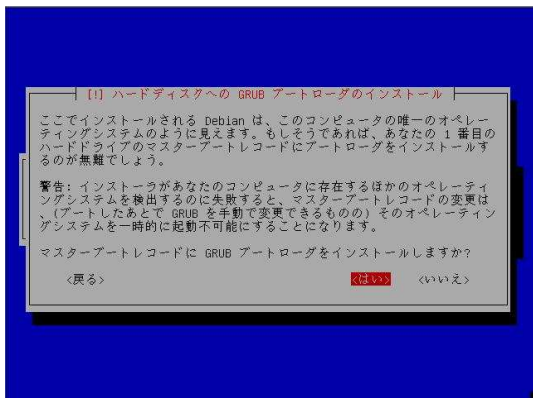 [!] ハードディスクへの GRUB ブートローダのインストール
ここでインストールされる Debian は、このコンピュータの唯一のオペレー
ティングシステムのように見えます。もしそうであれば、あなたの 1 番目の
ハードドライブのマスターブートレコードにブートローダをインストールす
るのが無難でしょう。
警告: インストーラがあなたのコンピュータに存在するほかのオペレーティ
ングシステムを検出するのに失敗すると、マスターブートレコードの変更は
、(ブートしたあとで GRUB を手動で変更できるものの) そのオペレーティン
グシステムを一時的に起動不可能にすることになります。
マスターブートレコードに GRUB ブートローダをインストールしますか?
<戻る> <はい> <いいえ>